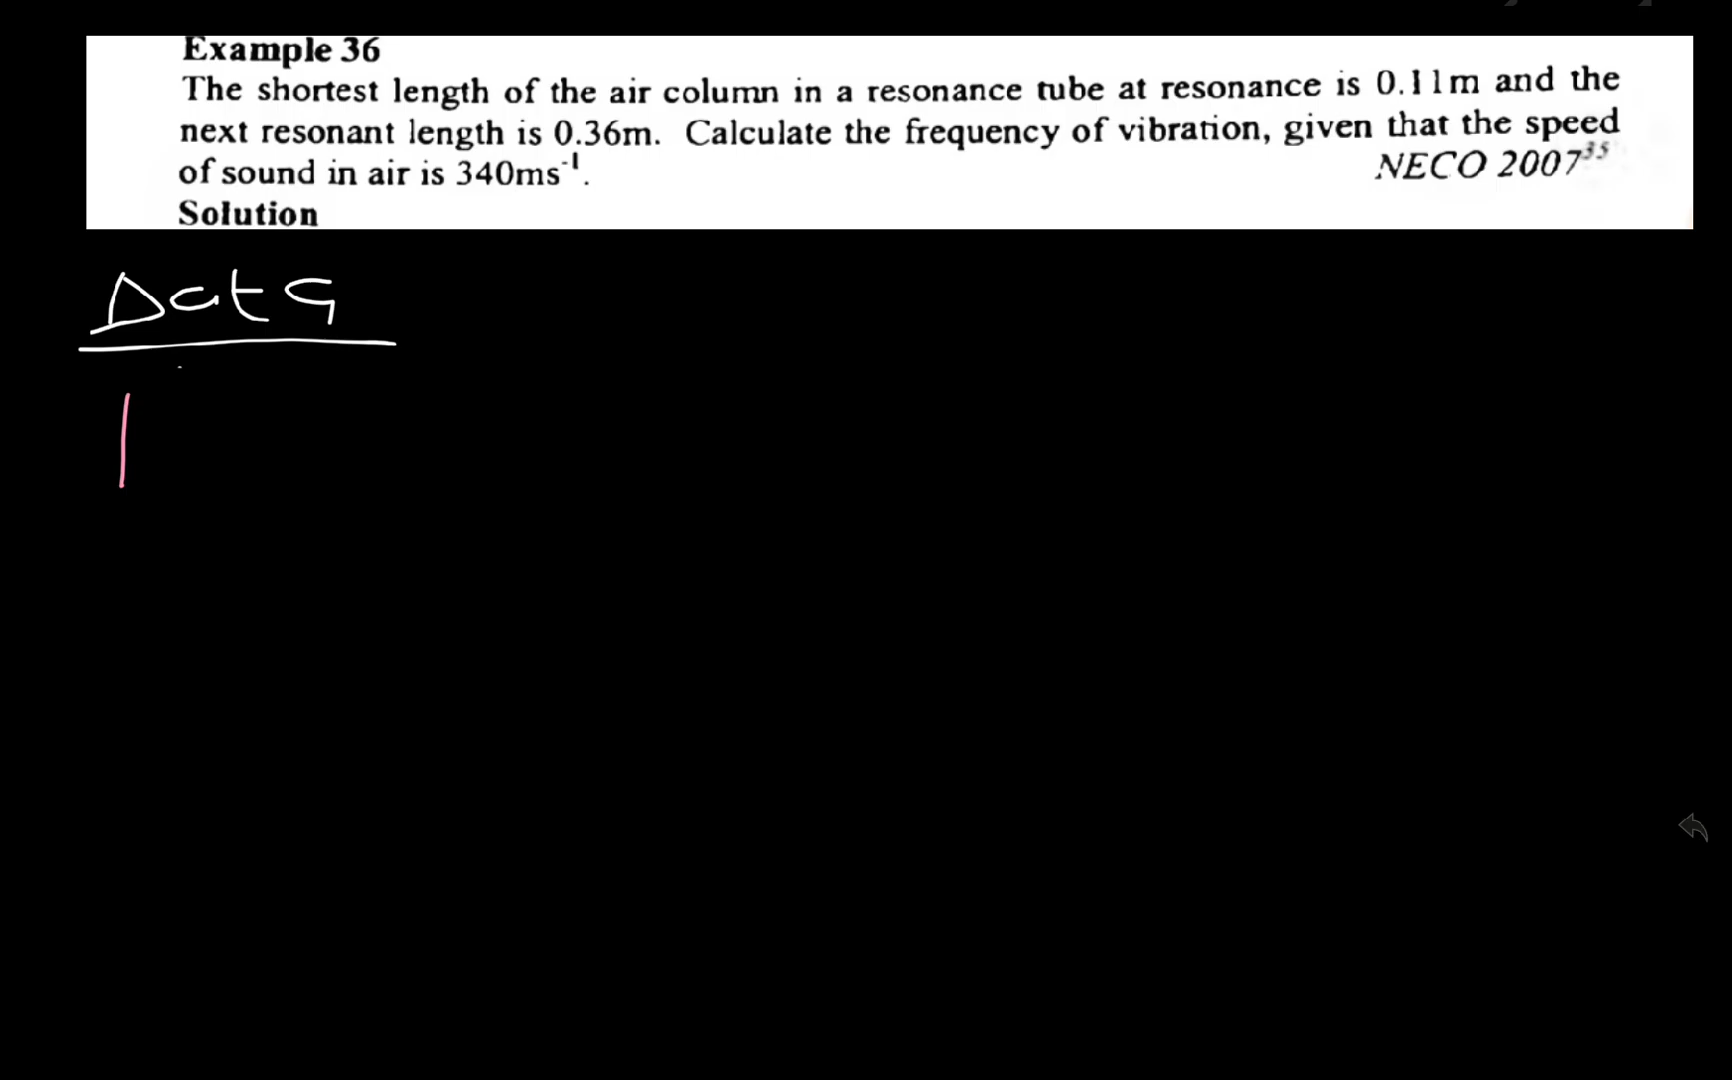 Example 36
The shortest length of the air column in a resonance tube at resonance is 0.11m and the
next resonant length is 0.36m. Calculate the frequency of vibration, given that the speed
of sound in air is 340ms⁻¹.
NECO 2007³⁵
Solution
Data